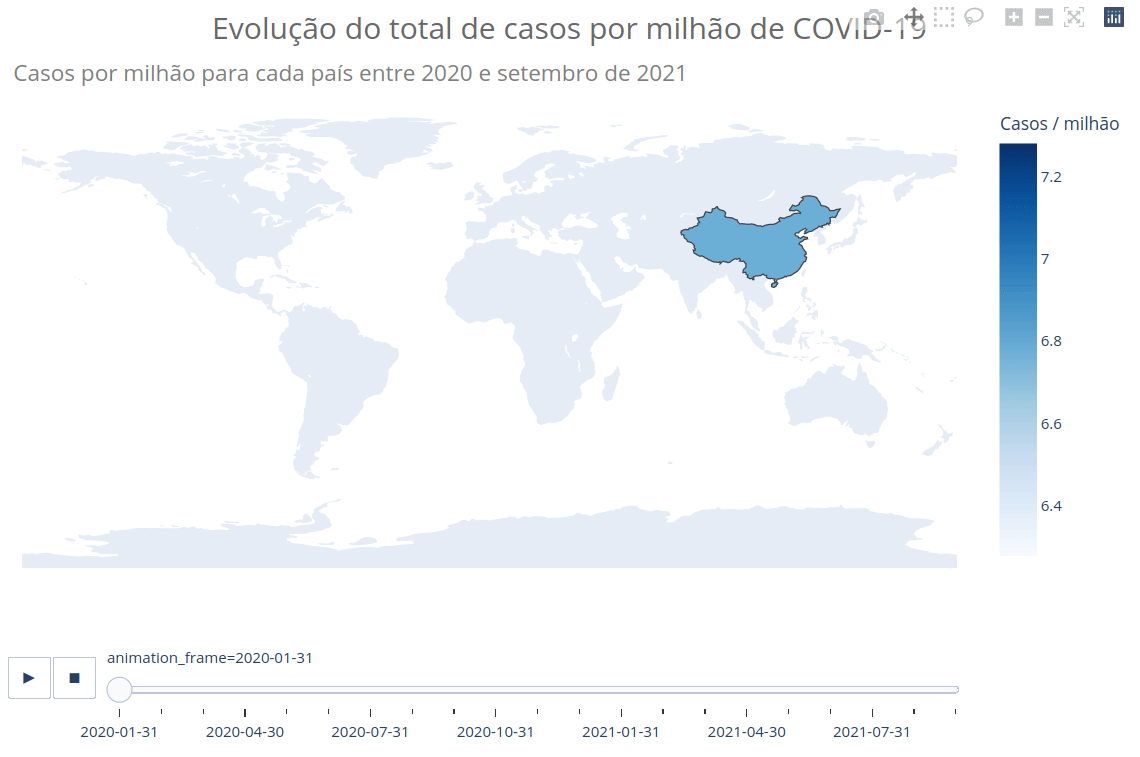 Evolução do total de casos por milhão de COVID-19
Casos por milhão para cada país entre 2020 e setembro de 2021
Casos / milhão
7.2
7
6.8
6.6
6.4
animation_frame=2020-01-31
2020-01-31 2020-04-30 2020-07-31 2020-10-31 2021-01-31 2021-04-30 2021-07-31